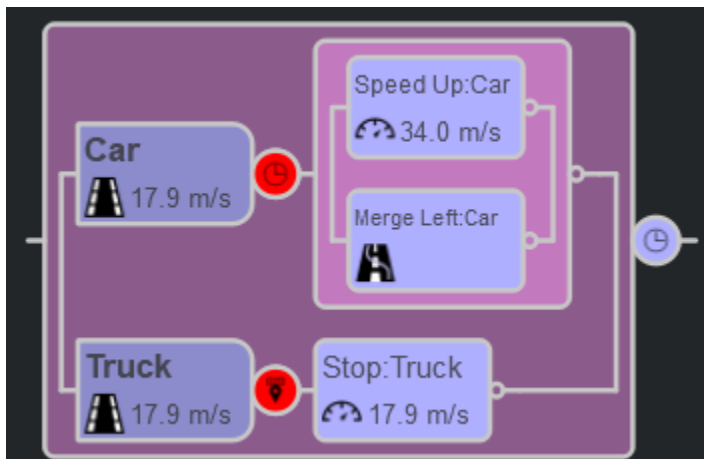 Speed Up:Car
34.0 m/s
Car
17.9 m/s
Merge Left:Car
Truck
17.9 m/s
Stop:Truck
17.9 m/s